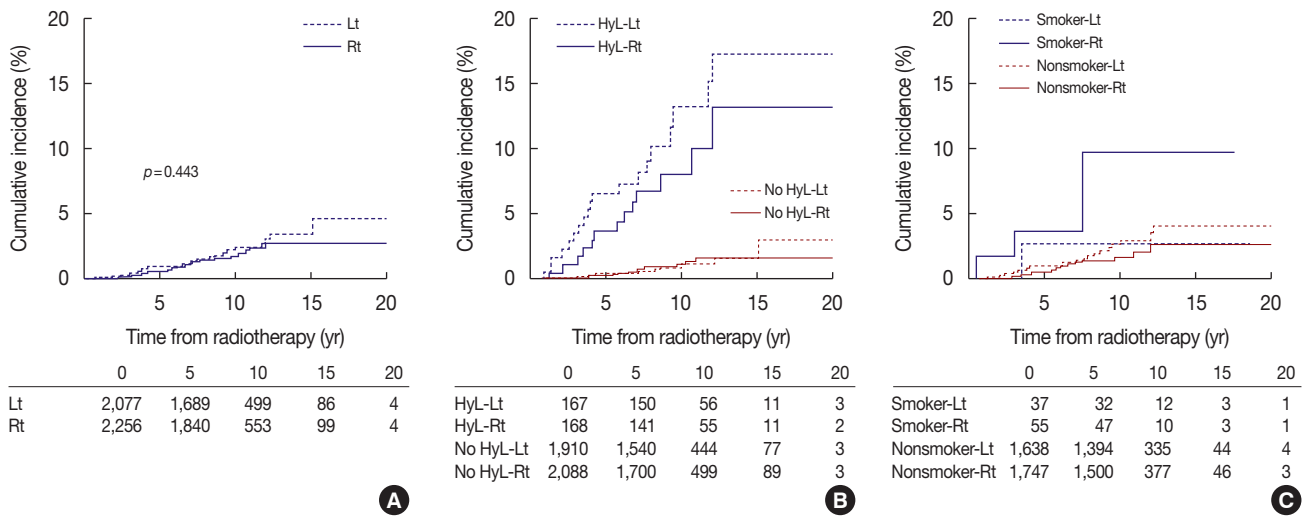 20
15
10
5
0
Cumulative incidence (%)
Lt
Rt
p=0.443
5 10 15 20
Time from radiotherapy (yr)
0 5 10 15 20
Lt 2,077 1,689 499 86 4
Rt 2,256 1,840 553 99 4
A
20
15
10
5
0
Cumulative incidence (%)
HyL-Lt
HyL-Rt
No HyL-Lt
No HyL-Rt
5 10 15 20
Time from radiotherapy (yr)
0 5 10 15 20
HyL-Lt 167 150 56 11 3
HyL-Rt 168 141 55 11 2
No HyL-Lt 1,910 1,540 444 77 3
No HyL-Rt 2,088 1,700 499 89 3
B
20
15
10
5
0
Cumulative incidence (%)
Smoker-Lt
Smoker-Rt
Nonsmoker-Lt
Nonsmoker-Rt
5 10 15 20
Time from radiotherapy (yr)
0 5 10 15 20
Smoker-Lt 37 32 12 3 1
Smoker-Rt 55 47 10 3 1
Nonsmoker-Lt 1,638 1,394 335 44 4
Nonsmoker-Rt 1,747 1,500 377 46 3
C